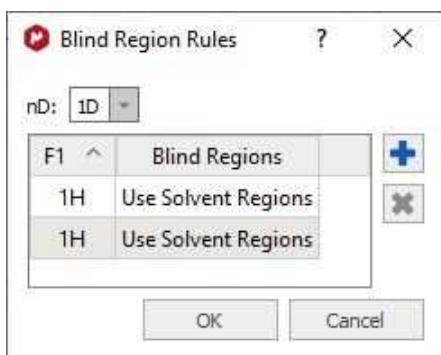 Blind Region Rules ?
nD: 1D
F1 Blind Regions
1H Use Solvent Regions
1H Use Solvent Regions
OK Cancel